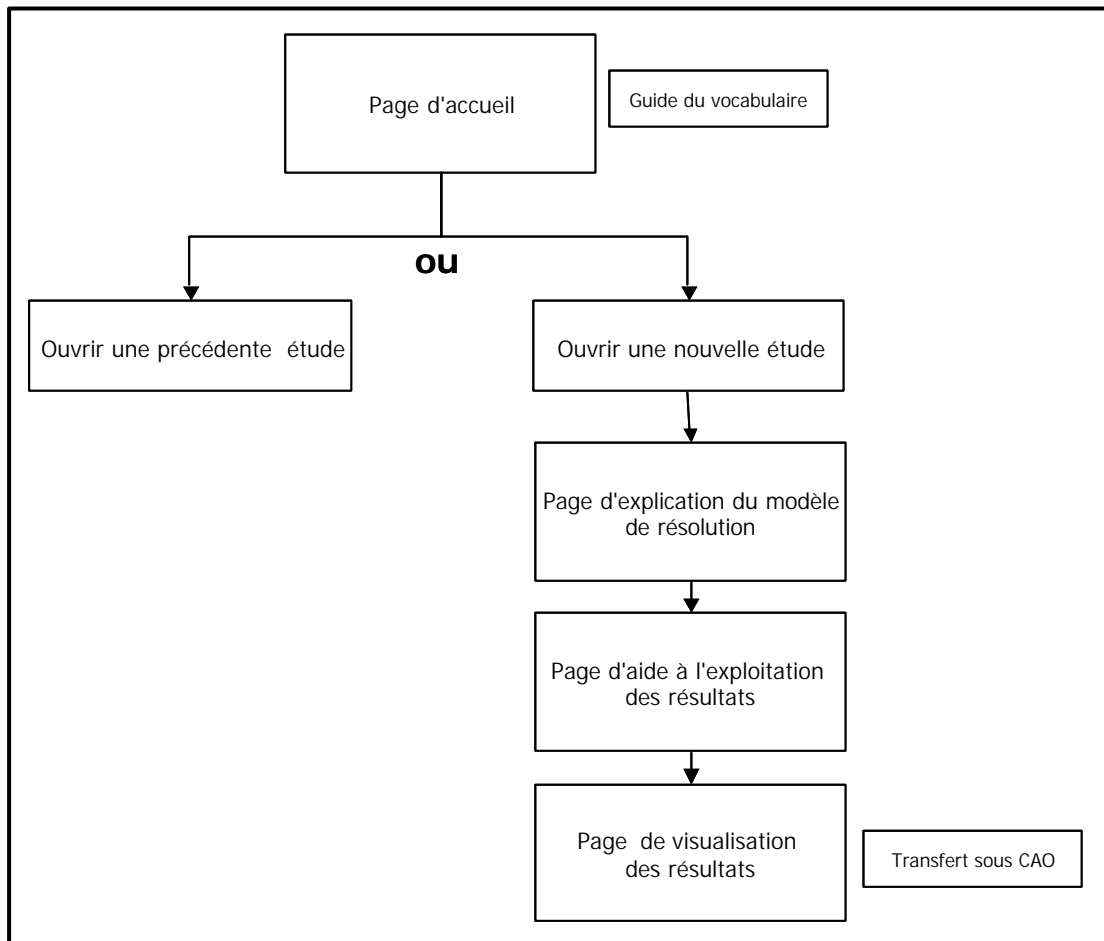 Page d'accueil
Guide du vocabulaire
ou
Ouvrir une précédente étude
Ouvrir une nouvelle étude
Page d'explication du modèle
de résolution
Page d'aide à l'exploitation
des résultats
Page de visualisation
des résultats
Transfert sous CAO